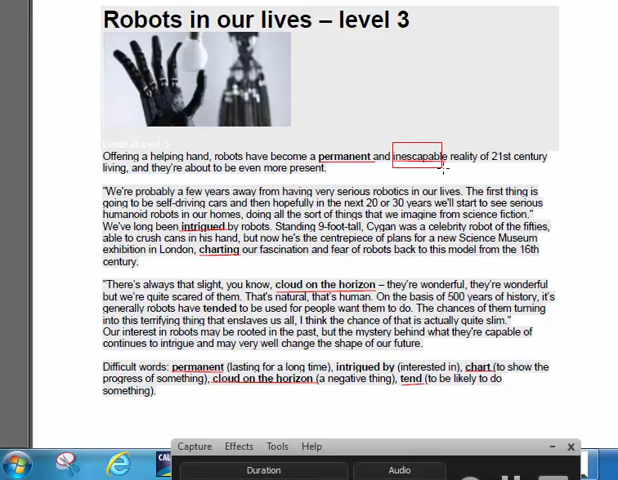 Robots in our lives – level 3
Level 2Level 3
Offering a helping hand, robots have become a permanent and inescapable reality of 21st century
living, and they're about to be even more present.
"We're probably a few years away from having very serious robotics in our lives. The first thing is
going to be self-driving cars and then hopefully in the next 20 or 30 years we'll start to see serious
humanoid robots in our homes, doing all the sort of things that we imagine from science fiction."
We've long been intrigued by robots. Standing 9-foot-tall, Cygan was a celebrity robot of the fifties,
able to crush cans in his hand, but now he's the centrepiece of plans for a new Science Museum
exhibition in London, charting our fascination and fear of robots back to this model from the 16th
century.
"There's always that slight, you know, cloud on the horizon – they're wonderful, they're wonderful
but we're quite scared of them. That's natural, that's human. On the basis of 500 years of history, it's
generally robots have tended to be used for people want them to do. The chances of them turning
into this terrifying thing that enslaves us all, I think the chance of that is actually quite slim."
Our interest in robots may be rooted in the past, but the mystery behind what they're capable of
continues to intrigue and may very well change the shape of our future.
Difficult words: permanent (lasting for a long time), intrigued by (interested in), chart (to show the
progress of something), cloud on the horizon (a negative thing), tend (to be likely to do
something).
Capture Effects Tools Help
Duration Audio
CAL